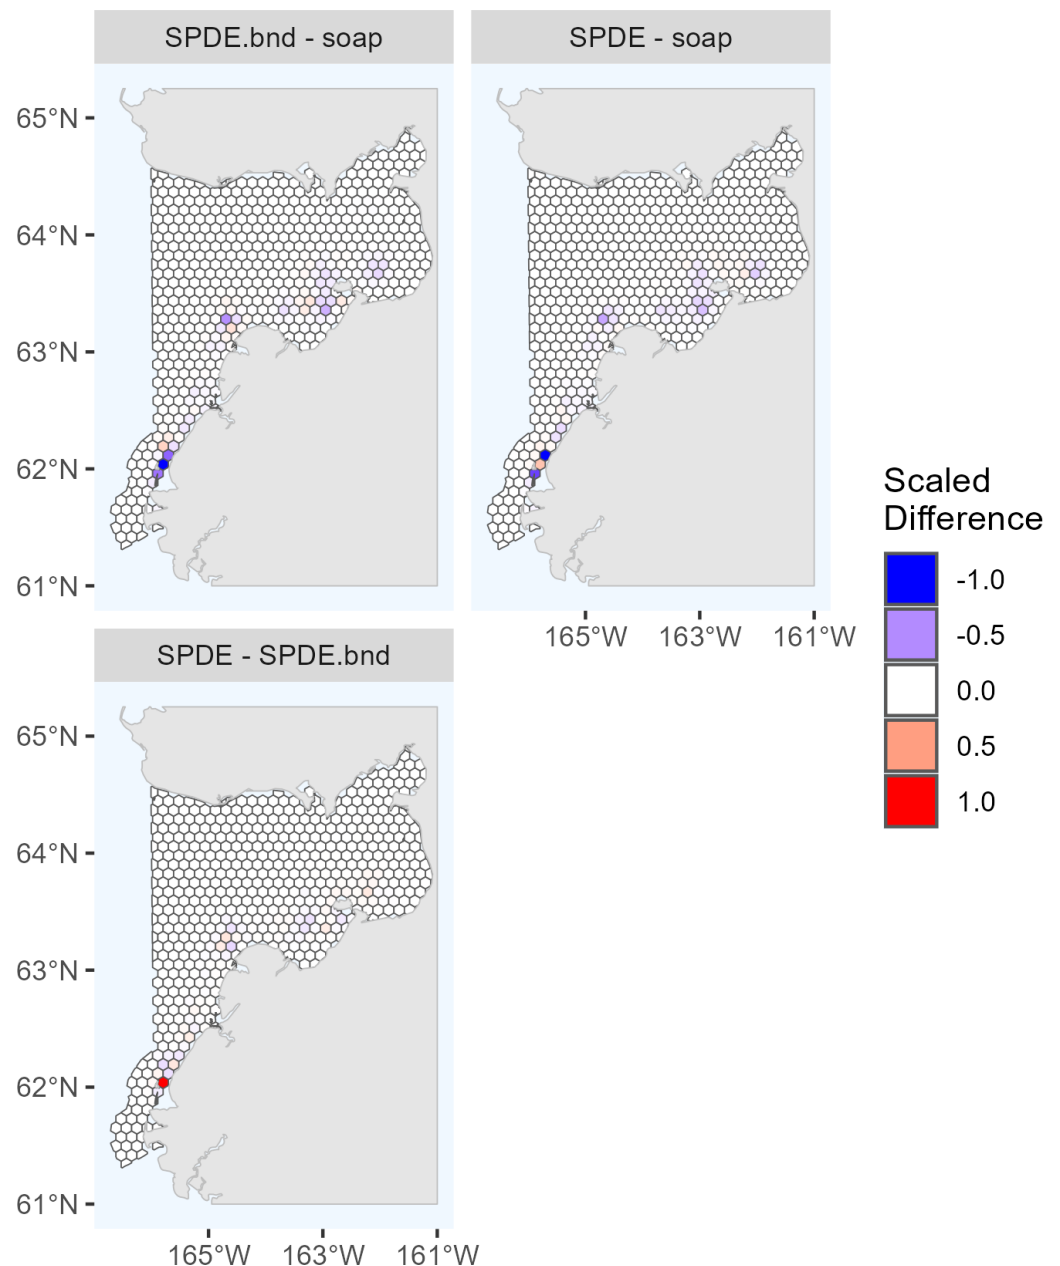 SPDE.bnd - soap
SPDE - soap
65°N
64°N
63°N
62°N
61°N
165°W
163°W
161°W
SPDE - SPDE.bnd
65°N
64°N
63°N
62°N
61°N
165°W
163°W
161°W
Scaled
Difference
-1.0
-0.5
0.0
0.5
1.0